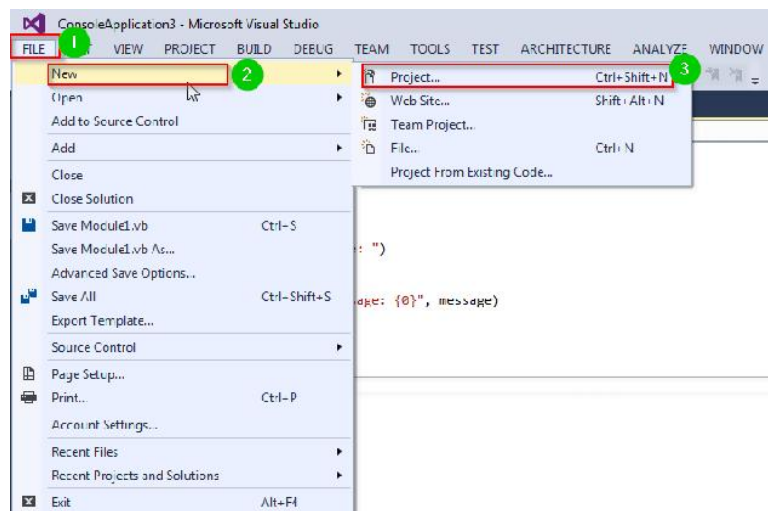 ConsoleApplication3 - Microsoft Visual Studio
FILE 1 VIEW PROJECT BUILD DEBUG TEAM TOOLS TEST ARCHITECTURE ANALYZE WINDOW
New 2
Project... Ctrl+Shift+N 3
Open
Web Site... Shift+Alt+N
Add to Source Control
Team Project...
Add
File... Ctrl+N
Close
Project From Existing Code...
Close Solution
Save Module1.vb Ctrl+S
Save Module1.vb As...
: ")
Advanced Save Options...
Save All Ctrl+Shift+S
age: {0}", message)
Export Template...
Source Control
Page Setup...
Print... Ctrl+P
Account Settings...
Recent Files
Recent Projects and Solutions
Exit Alt+F4